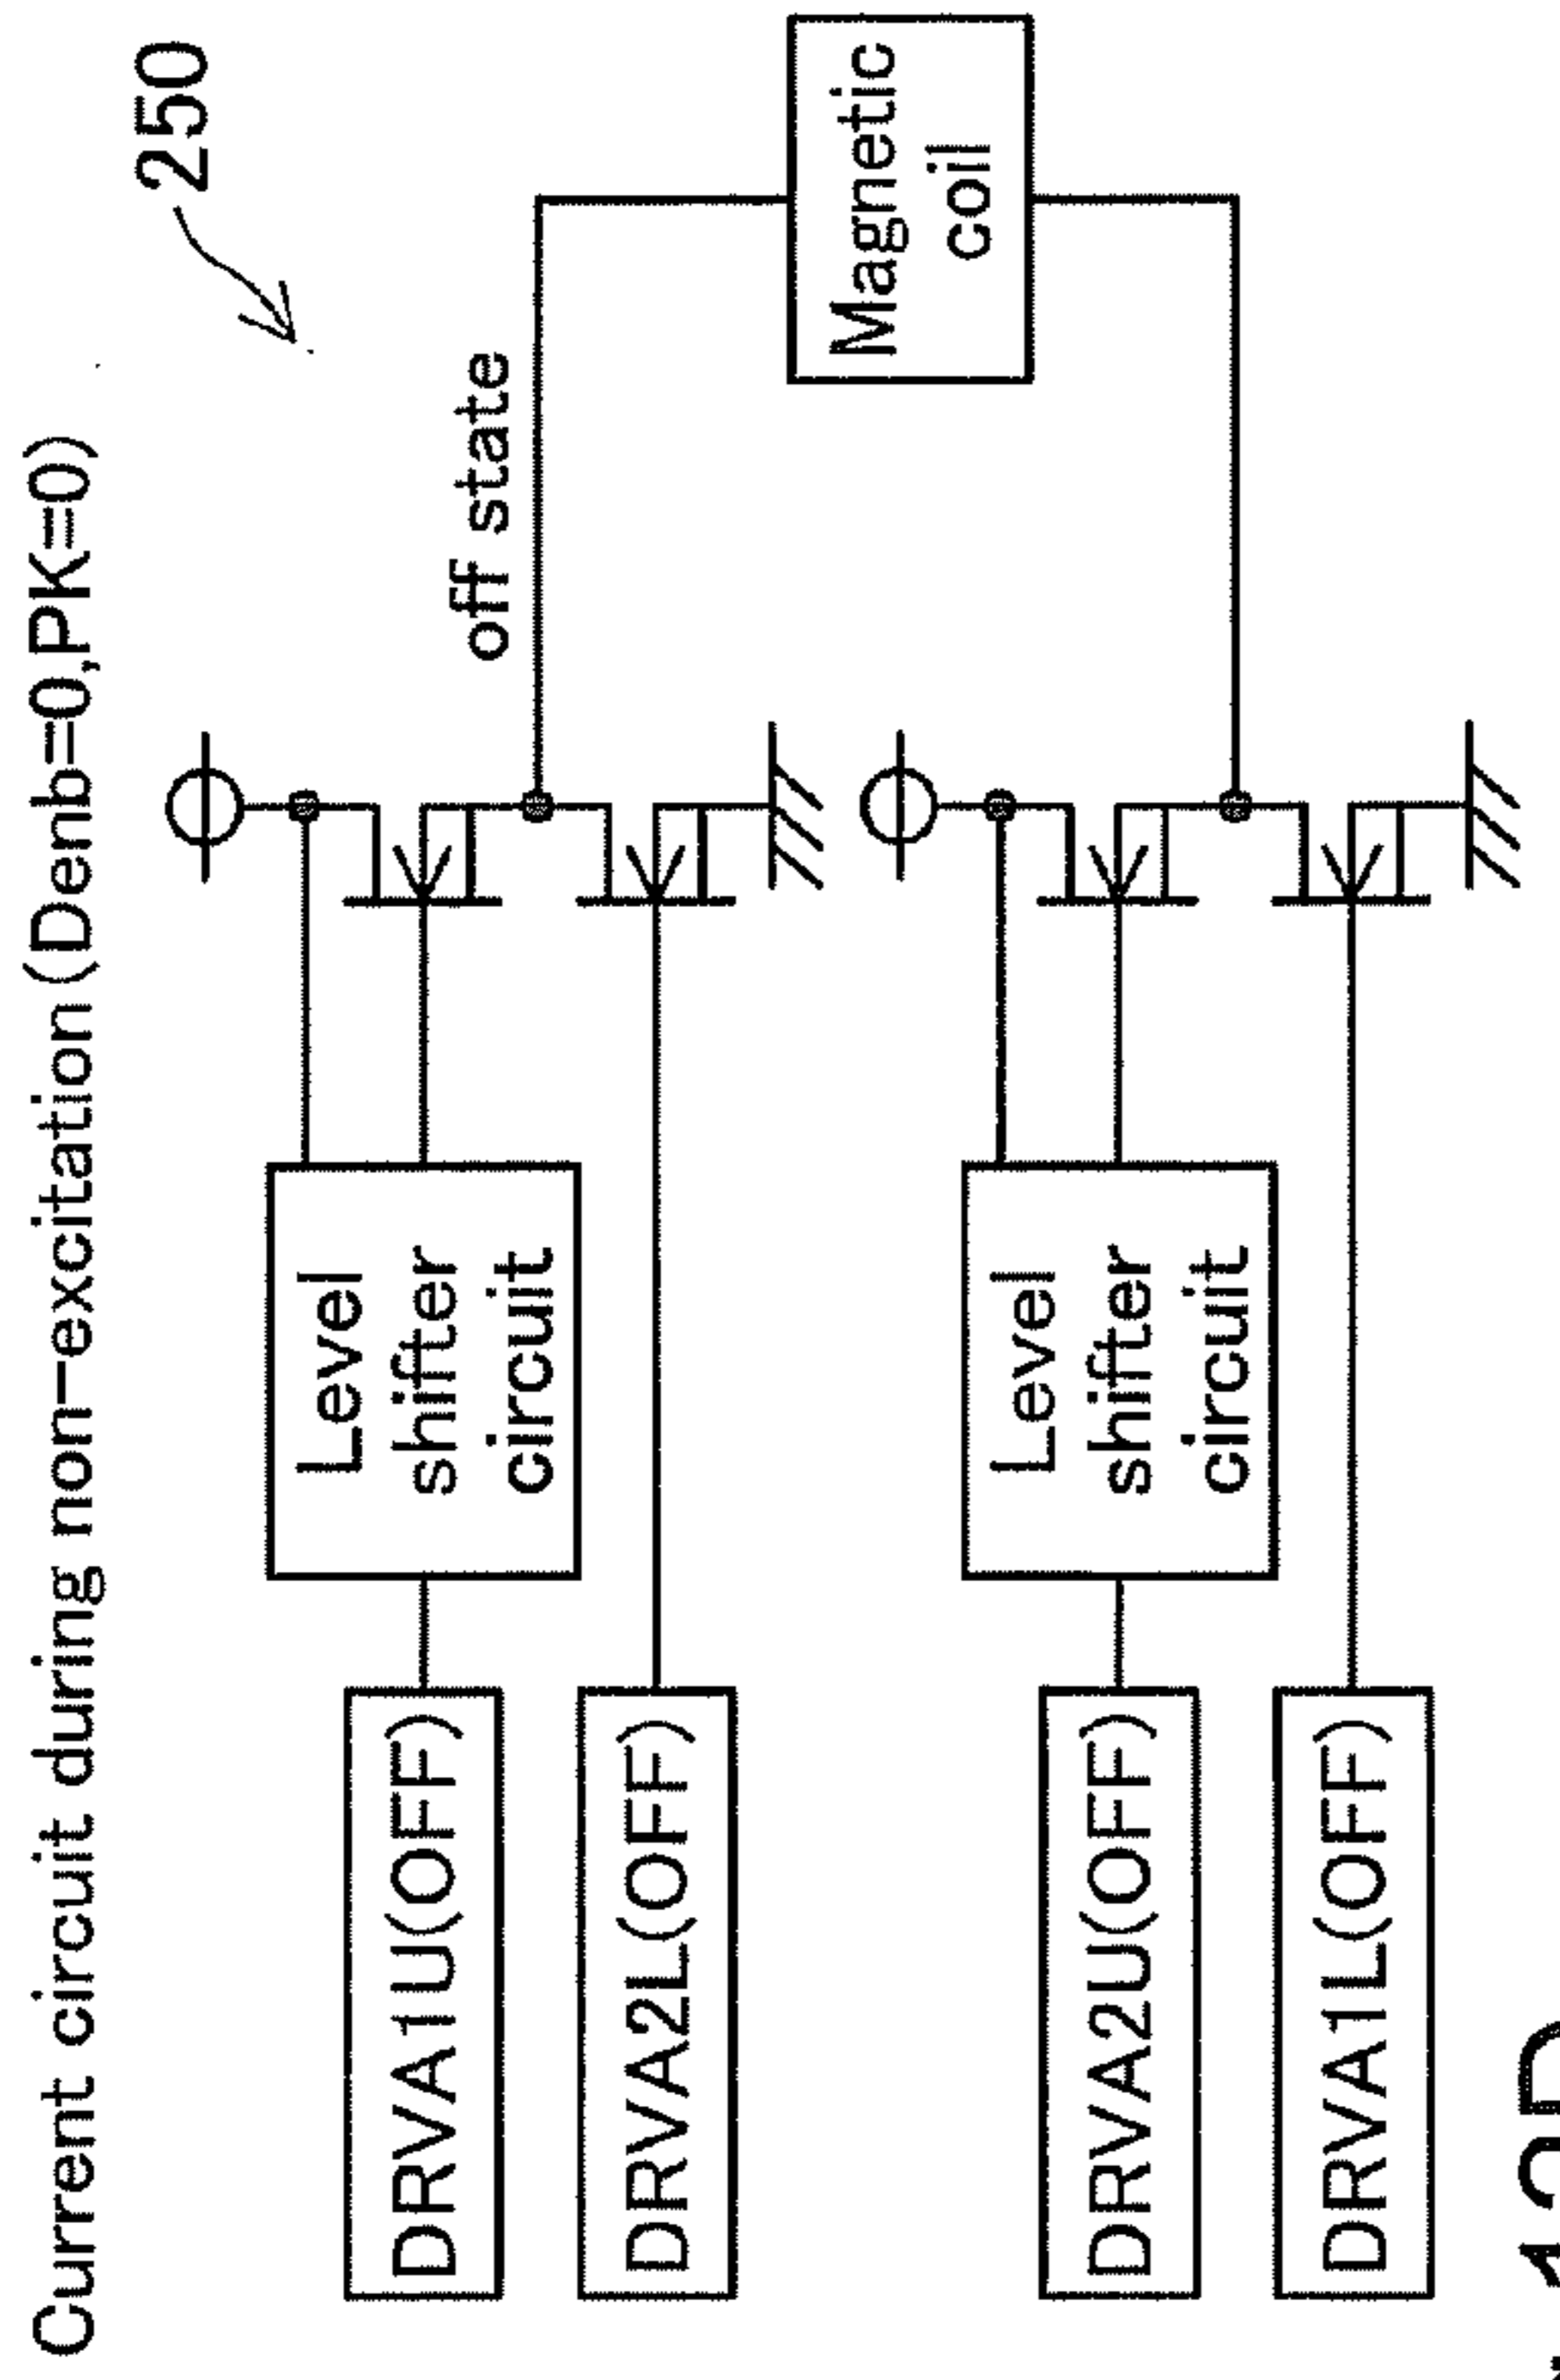 Current circuit during non-excitation (Denb=0,PK=0)
250
off state
Magnetic
coil
Level
shifter
circuit
DRVA1U(OFF)
DRVA2L(OFF)
Level
shifter
circuit
DRVA2U(OFF)
DRVA1L(OFF)